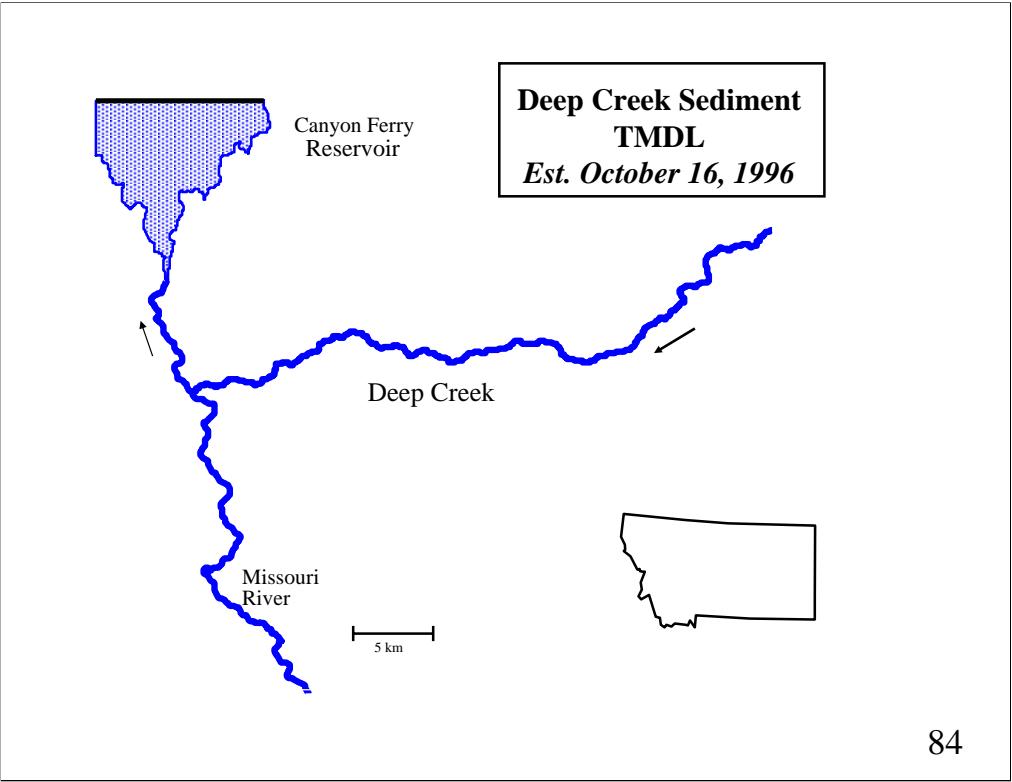 Deep Creek Sediment
TMDL
Est. October 16, 1996
Canyon Ferry
Reservoir
Deep Creek
Missouri
River
5 km
84